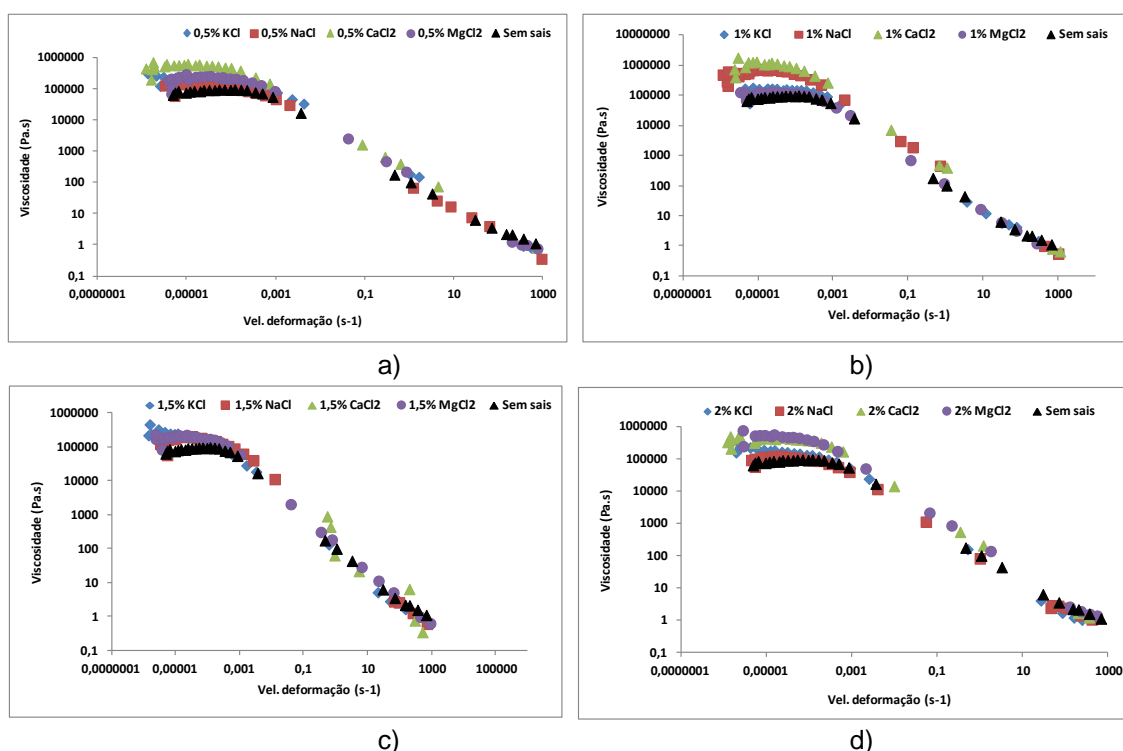 0,5% KCl 0,5% NaCl 0,5% CaCl2 0,5% MgCl2 Sem sais
1000000
100000
10000
1000
100
10
1
0,1
Viscosidade (Pa.s)
0,0000001 0,00001 0,001 0,1 10 1000
Vel. deformação (s-1)
a)
1% KCl 1% NaCl 1% CaCl2 1% MgCl2 Sem sais
10000000
1000000
100000
10000
1000
100
10
1
0,1
Viscosidade (Pa.s)
0,0000001 0,00001 0,001 0,1 10 1000
Vel. deformação (s-1)
b)
1,5% KCl 1,5% NaCl 1,5% CaCl2 1,5% MgCl2 Sem sais
1000000
100000
10000
1000
100
10
1
0,1
Viscosidade (Pa.s)
0,0000001 0,00001 0,001 0,1 10 1000 100000
Vel. deformação (s-1)
c)
2% KCl 2% NaCl 2% CaCl2 2% MgCl2 Sem sais
1000000
100000
10000
1000
100
10
1
0,1
Viscosidade (Pa.s)
0,0000001 0,00001 0,001 0,1 10 1000
Vel. deformação (s-1)
d)